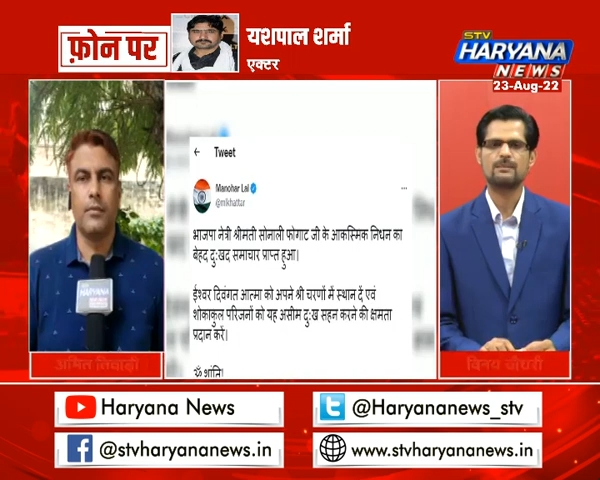 फ़ोन पर
यशपाल शर्मा
एक्टर
STV
HARYANA
NEWS
23-Aug-22
Tweet
Manohar Lal
@mlkhattar
भाजपा नेत्री श्रीमती सोनाली फोगाट जी के आकस्मिक निधन का
बेहद दु:खद समाचार प्राप्त हुआ।
ईश्वर दिवंगत आत्मा को अपने श्री चरणों में स्थान दें एवं
शोकाकुल परिजनों को यह असीम दु:ख सहन करने की क्षमता
प्रदान करें।
ॐ शांति!
HARYANA
अमित तिवाड़ी
विनय चौधरी
Haryana News
@Haryananews_stv
@stvharyananews.in
www.stvharyananews.in